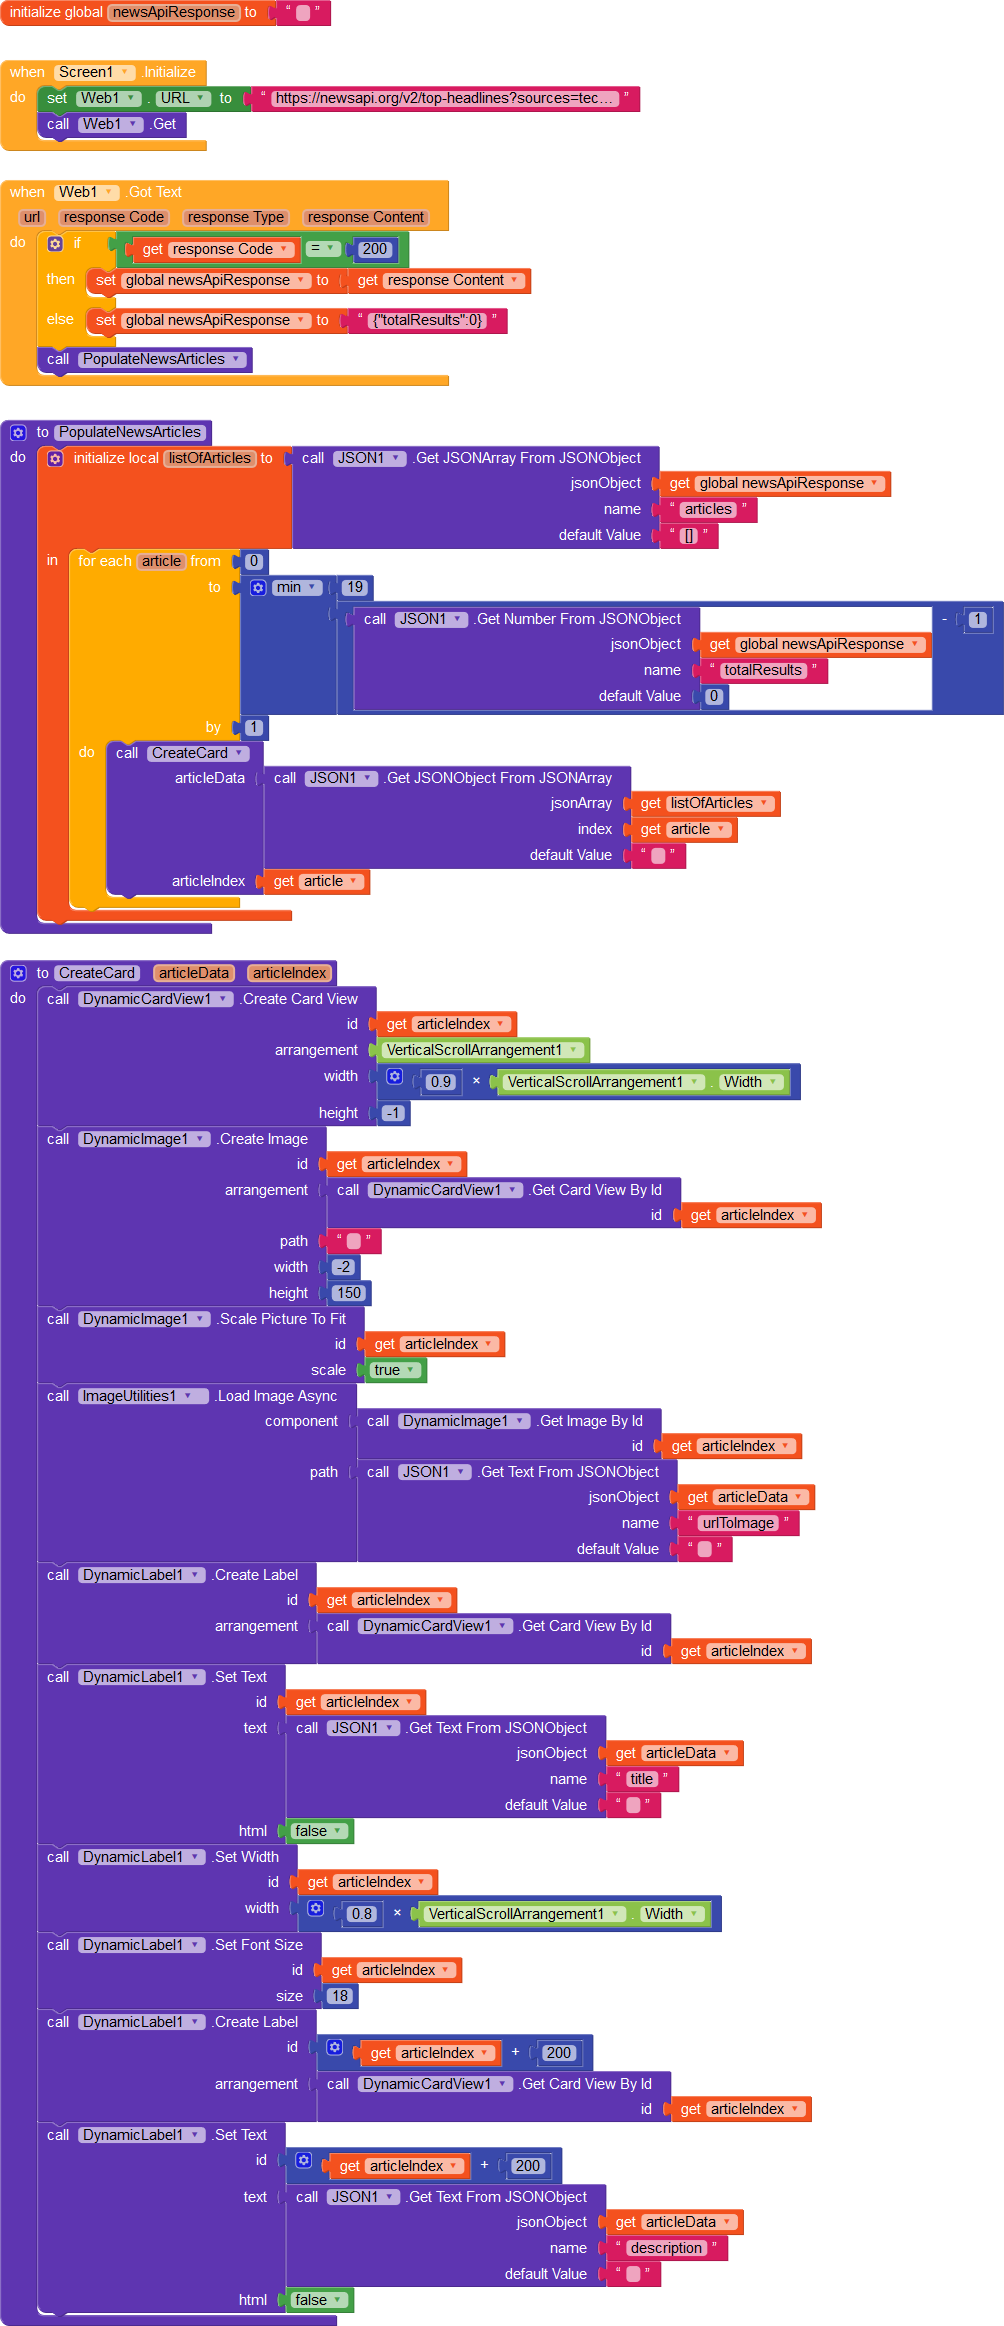 initialize global newsApiResponse to “ ”
when Screen1 .Initialize
do set Web1 . URL to “ https://newsapi.org/v2/top-headlines?sources=tec... ”
call Web1 .Get
when Web1 .Got Text
url response Code response Type response Content
do if get response Code = 200
then set global newsApiResponse to get response Content
else set global newsApiResponse to “ {"totalResults":0} ”
call PopulateNewsArticles
to PopulateNewsArticles
do initialize local listOfArticles to call JSON1 .Get JSONArray From JSONObject
jsonObject get global newsApiResponse
name “ articles ”
default Value “ [] ”
in for each article from 0
to min 19
call JSON1 .Get Number From JSONObject - 1
jsonObject get global newsApiResponse
name “ totalResults ”
default Value 0
by 1
do call CreateCard
articleData call JSON1 .Get JSONObject From JSONArray
jsonArray get listOfArticles
index get article
default Value “ ”
articleIndex get article
to CreateCard articleData articleIndex
do call DynamicCardView1 .Create Card View
id get articleIndex
arrangement VerticalScrollArrangement1
width 0.9 × VerticalScrollArrangement1 . Width
height -1
call DynamicImage1 .Create Image
id get articleIndex
arrangement call DynamicCardView1 .Get Card View By Id
id get articleIndex
path “ ”
width -2
height 150
call DynamicImage1 .Scale Picture To Fit
id get articleIndex
scale true
call ImageUtilities1 .Load Image Async
component call DynamicImage1 .Get Image By Id
id get articleIndex
path call JSON1 .Get Text From JSONObject
jsonObject get articleData
name “ urlToImage ”
default Value “ ”
call DynamicLabel1 .Create Label
id get articleIndex
arrangement call DynamicCardView1 .Get Card View By Id
id get articleIndex
call DynamicLabel1 .Set Text
id get articleIndex
text call JSON1 .Get Text From JSONObject
jsonObject get articleData
name “ title ”
default Value “ ”
html false
call DynamicLabel1 .Set Width
id get articleIndex
width 0.8 × VerticalScrollArrangement1 . Width
call DynamicLabel1 .Set Font Size
id get articleIndex
size 18
call DynamicLabel1 .Create Label
id get articleIndex + 200
arrangement call DynamicCardView1 .Get Card View By Id
id get articleIndex
call DynamicLabel1 .Set Text
id get articleIndex + 200
text call JSON1 .Get Text From JSONObject
jsonObject get articleData
name “ description ”
default Value “ ”
html false